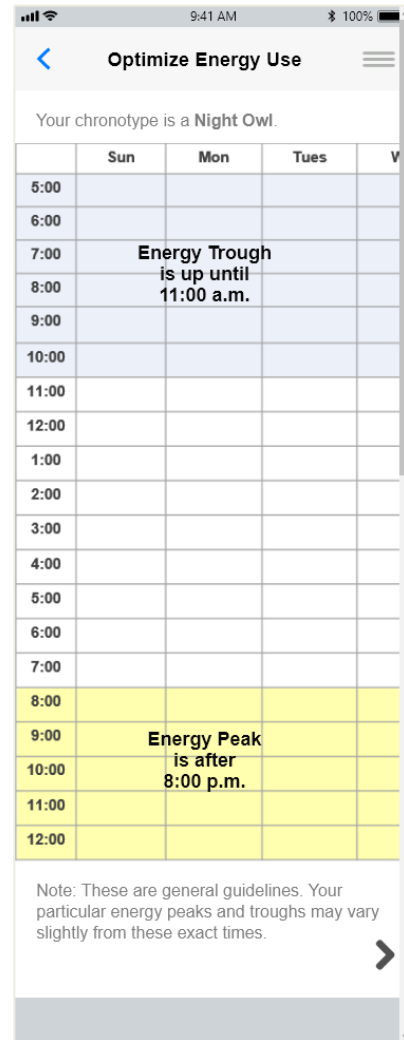 9:41 AM
100%
Optimize Energy Use
Your chronotype is a Night Owl.
Sun Mon Tues
5:00
6:00
7:00
8:00
9:00
10:00
11:00
12:00
1:00
2:00
3:00
4:00
5:00
6:00
7:00
8:00
9:00
10:00
11:00
12:00
Energy Trough
is up until
11:00 a.m.
Energy Peak
is after
8:00 p.m.
Note: These are general guidelines. Your
particular energy peaks and troughs may vary
slightly from these exact times.